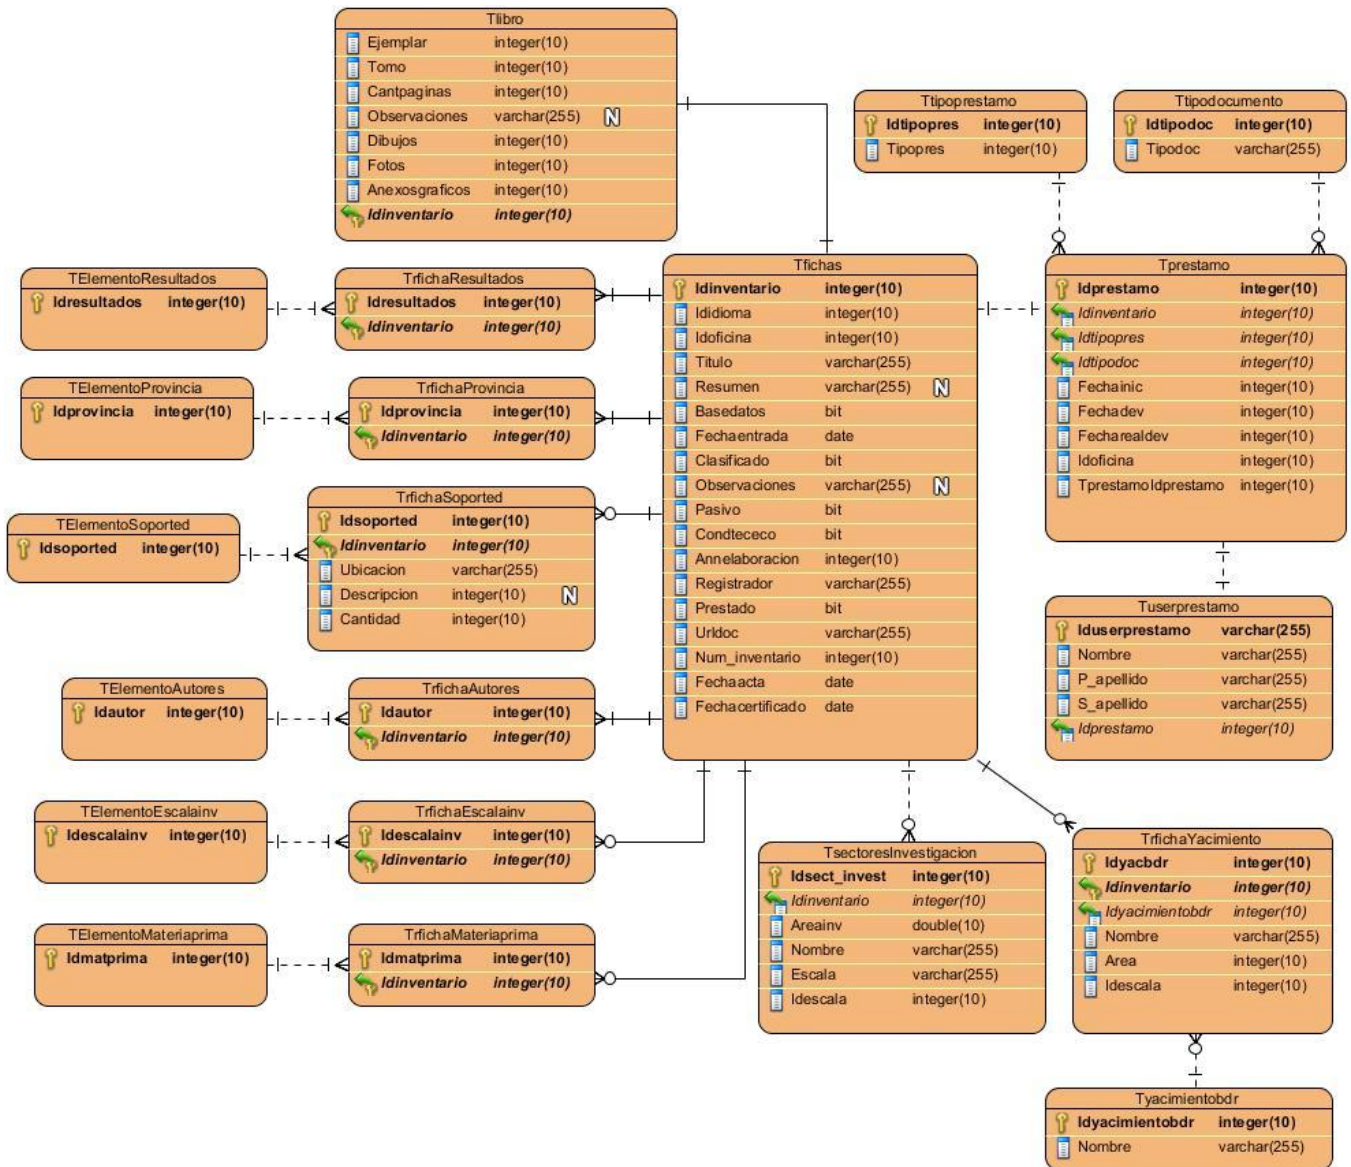 Tlibro
Ejemplar integer(10)
Tomo integer(10)
Cantpaginas integer(10)
Observaciones varchar(255) N
Dibujos integer(10)
Fotos integer(10)
Anexosgraficos integer(10)
Idinventario integer(10)
Ttipoprestamo
Idtipopres integer(10)
Tipopres integer(10)
Ttipodocumento
Idtipodoc integer(10)
Tipodoc varchar(255)
TElementoResultados
Idresultados integer(10)
TrfichaResultados
Idresultados integer(10)
Idinventario integer(10)
Tfichas
Idinventario integer(10)
Ididioma integer(10)
Idoficina integer(10)
Titulo varchar(255)
Resumen varchar(255) N
Basedatos bit
Fechaentrada date
Clasificado bit
Observaciones varchar(255) N
Pasivo bit
Condtececo bit
Annelaboracion integer(10)
Registrador varchar(255)
Prestado bit
Urldoc varchar(255)
Num_inventario integer(10)
Fechaacta date
Fechacertificado date
Tprestamo
Idprestamo integer(10)
Idinventario integer(10)
Idtipopres integer(10)
Idtipodoc integer(10)
Fechainic integer(10)
Fechadev integer(10)
Fecharealdev integer(10)
Idoficina integer(10)
TprestamoIdprestamo integer(10)
TElementoProvincia
Idprovincia integer(10)
TrfichaProvincia
Idprovincia integer(10)
Idinventario integer(10)
TElementoSoported
Idsoported integer(10)
TrfichaSoported
Idsoported integer(10)
Idinventario integer(10)
Ubicacion varchar(255)
Descripcion integer(10) N
Cantidad integer(10)
Tuserprestamo
Iduserprestamo varchar(255)
Nombre varchar(255)
P_apellido varchar(255)
S_apellido varchar(255)
Idprestamo integer(10)
TElementoAutores
Idautor integer(10)
TrfichaAutores
Idautor integer(10)
Idinventario integer(10)
TElementoEscalainv
Idescalainv integer(10)
TrfichaEscalainv
Idescalainv integer(10)
Idinventario integer(10)
TsectoresInvestigacion
Idsect_invest integer(10)
Idinventario integer(10)
Areainv double(10)
Nombre varchar(255)
Escala varchar(255)
Idescala integer(10)
TrfichaYacimiento
Idyacbdr integer(10)
Idinventario integer(10)
Idyacimientobdr integer(10)
Nombre varchar(255)
Area integer(10)
Idescala integer(10)
TElementoMateriaprima
Idmatprima integer(10)
TrfichaMateriaprima
Idmatprima integer(10)
Idinventario integer(10)
Tyacimientobdr
Idyacimientobdr integer(10)
Nombre varchar(255)